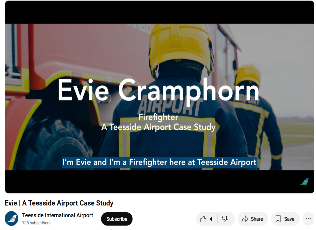 AIRPORT
Evie Cramphorn
Firefighter
A Teesside Airport Case Study
I'm Evie and I'm a Firefighter here at Teesside Airport
Evie | A Teesside Airport Case Study
Teesside International Airport
Subscribe
4
Share
Save